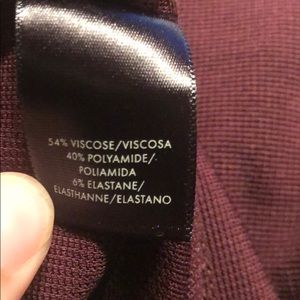 54% VISCOSE/VISCOSA
40% POLYAMIDE/
POLIAMIDA
6% ELASTANE/
ELASTHANNE/ELASTANO